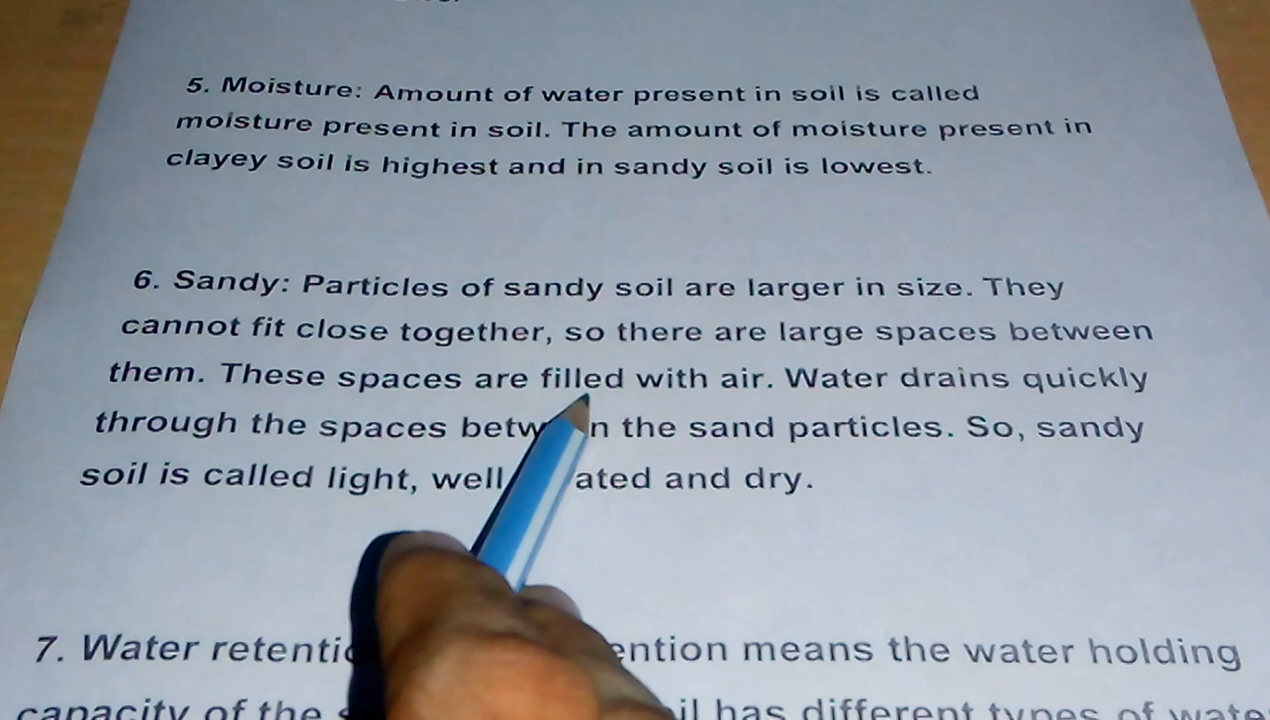 5. Moisture: Amount of water present in soil is called
moisture present in soil. The amount of moisture present in
clayey soil is highest and in sandy soil is lowest.
6. Sandy: Particles of sandy soil are larger in size. They
cannot fit close together, so there are large spaces between
them. These spaces are filled with air. Water drains quickly
through the spaces the sand particles. So, sandy
soil is called light, well and dry.
7. Water means the water holding
capacity of the has different types of